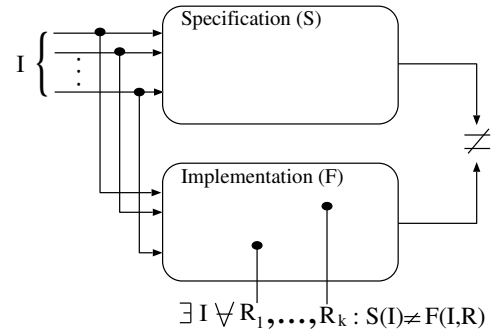 Specification (S)
I
Implementation (F)
∃ I ∀ R₁,...,Rₖ : S(I)≠F(I,R)